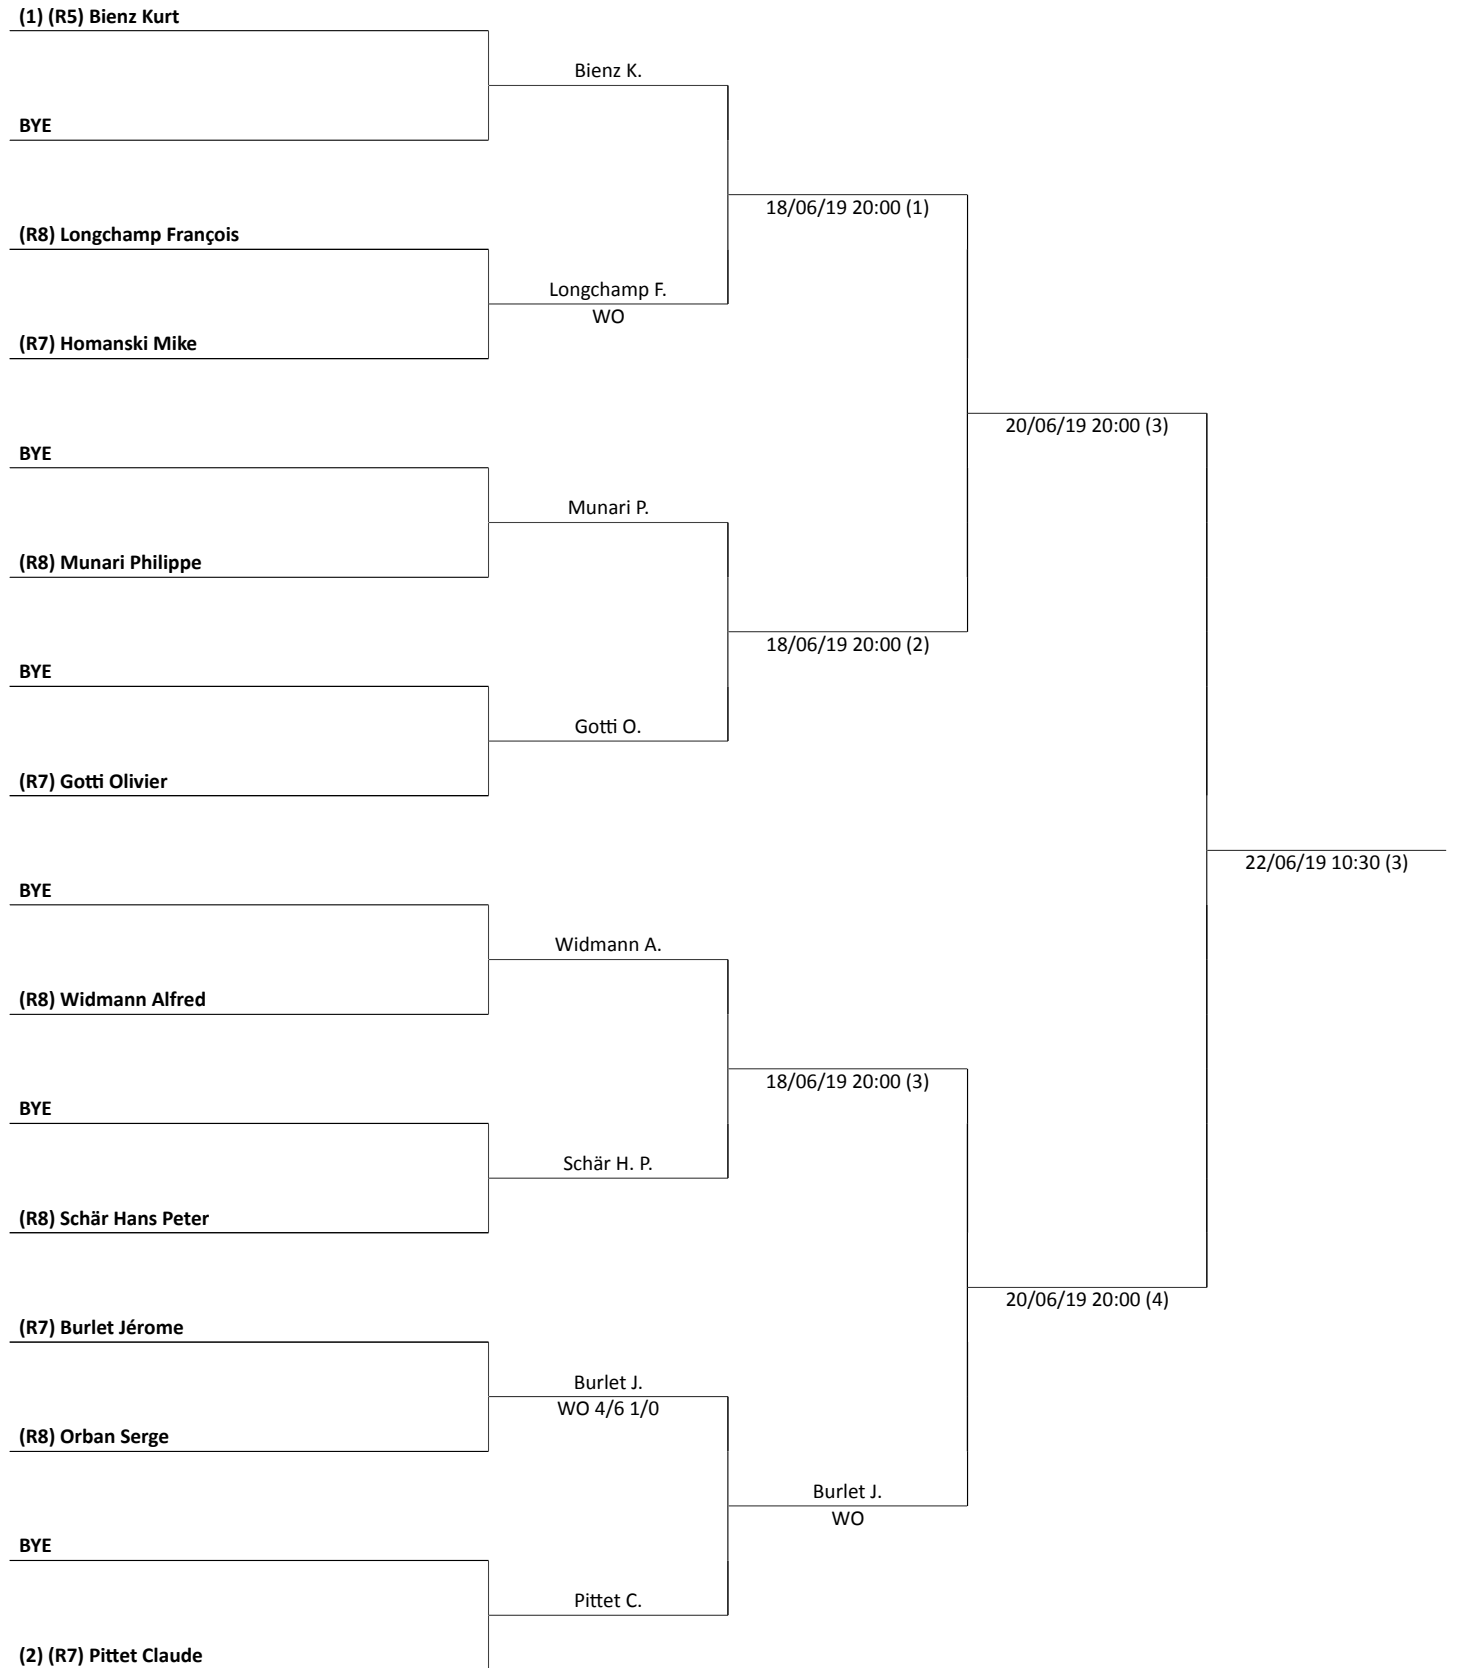 (1) (R5) Bienz Kurt
Bienz K.
BYE
18/06/19 20:00 (1)
(R8) Longchamp François
Longchamp F.
WO
(R7) Homanski Mike
20/06/19 20:00 (3)
BYE
Munari P.
(R8) Munari Philippe
18/06/19 20:00 (2)
BYE
Gotti O.
(R7) Gotti Olivier
22/06/19 10:30 (3)
BYE
Widmann A.
(R8) Widmann Alfred
18/06/19 20:00 (3)
BYE
Schär H. P.
(R8) Schär Hans Peter
20/06/19 20:00 (4)
(R7) Burlet Jérome
Burlet J.
WO 4/6 1/0
(R8) Orban Serge
Burlet J.
WO
BYE
Pittet C.
(2) (R7) Pittet Claude